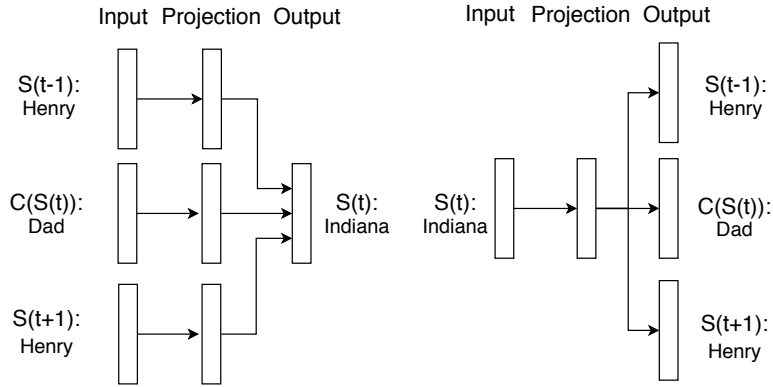 Input Projection Output
S(t-1):
Henry
C(S(t)):
Dad
S(t+1):
Henry
S(t):
Indiana
Input Projection Output
S(t):
Indiana
S(t-1):
Henry
C(S(t)):
Dad
S(t+1):
Henry